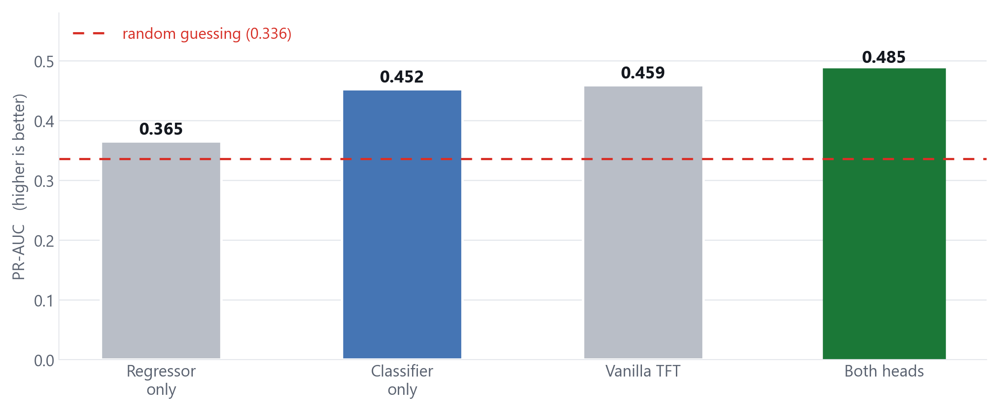 random guessing (0.336)
0.5
0.4
0.3
0.2
0.1
0.0
PR-AUC (higher is better)
0.365
0.452
0.459
0.485
Regressor
only
Classifier
only
Vanilla TFT
Both heads